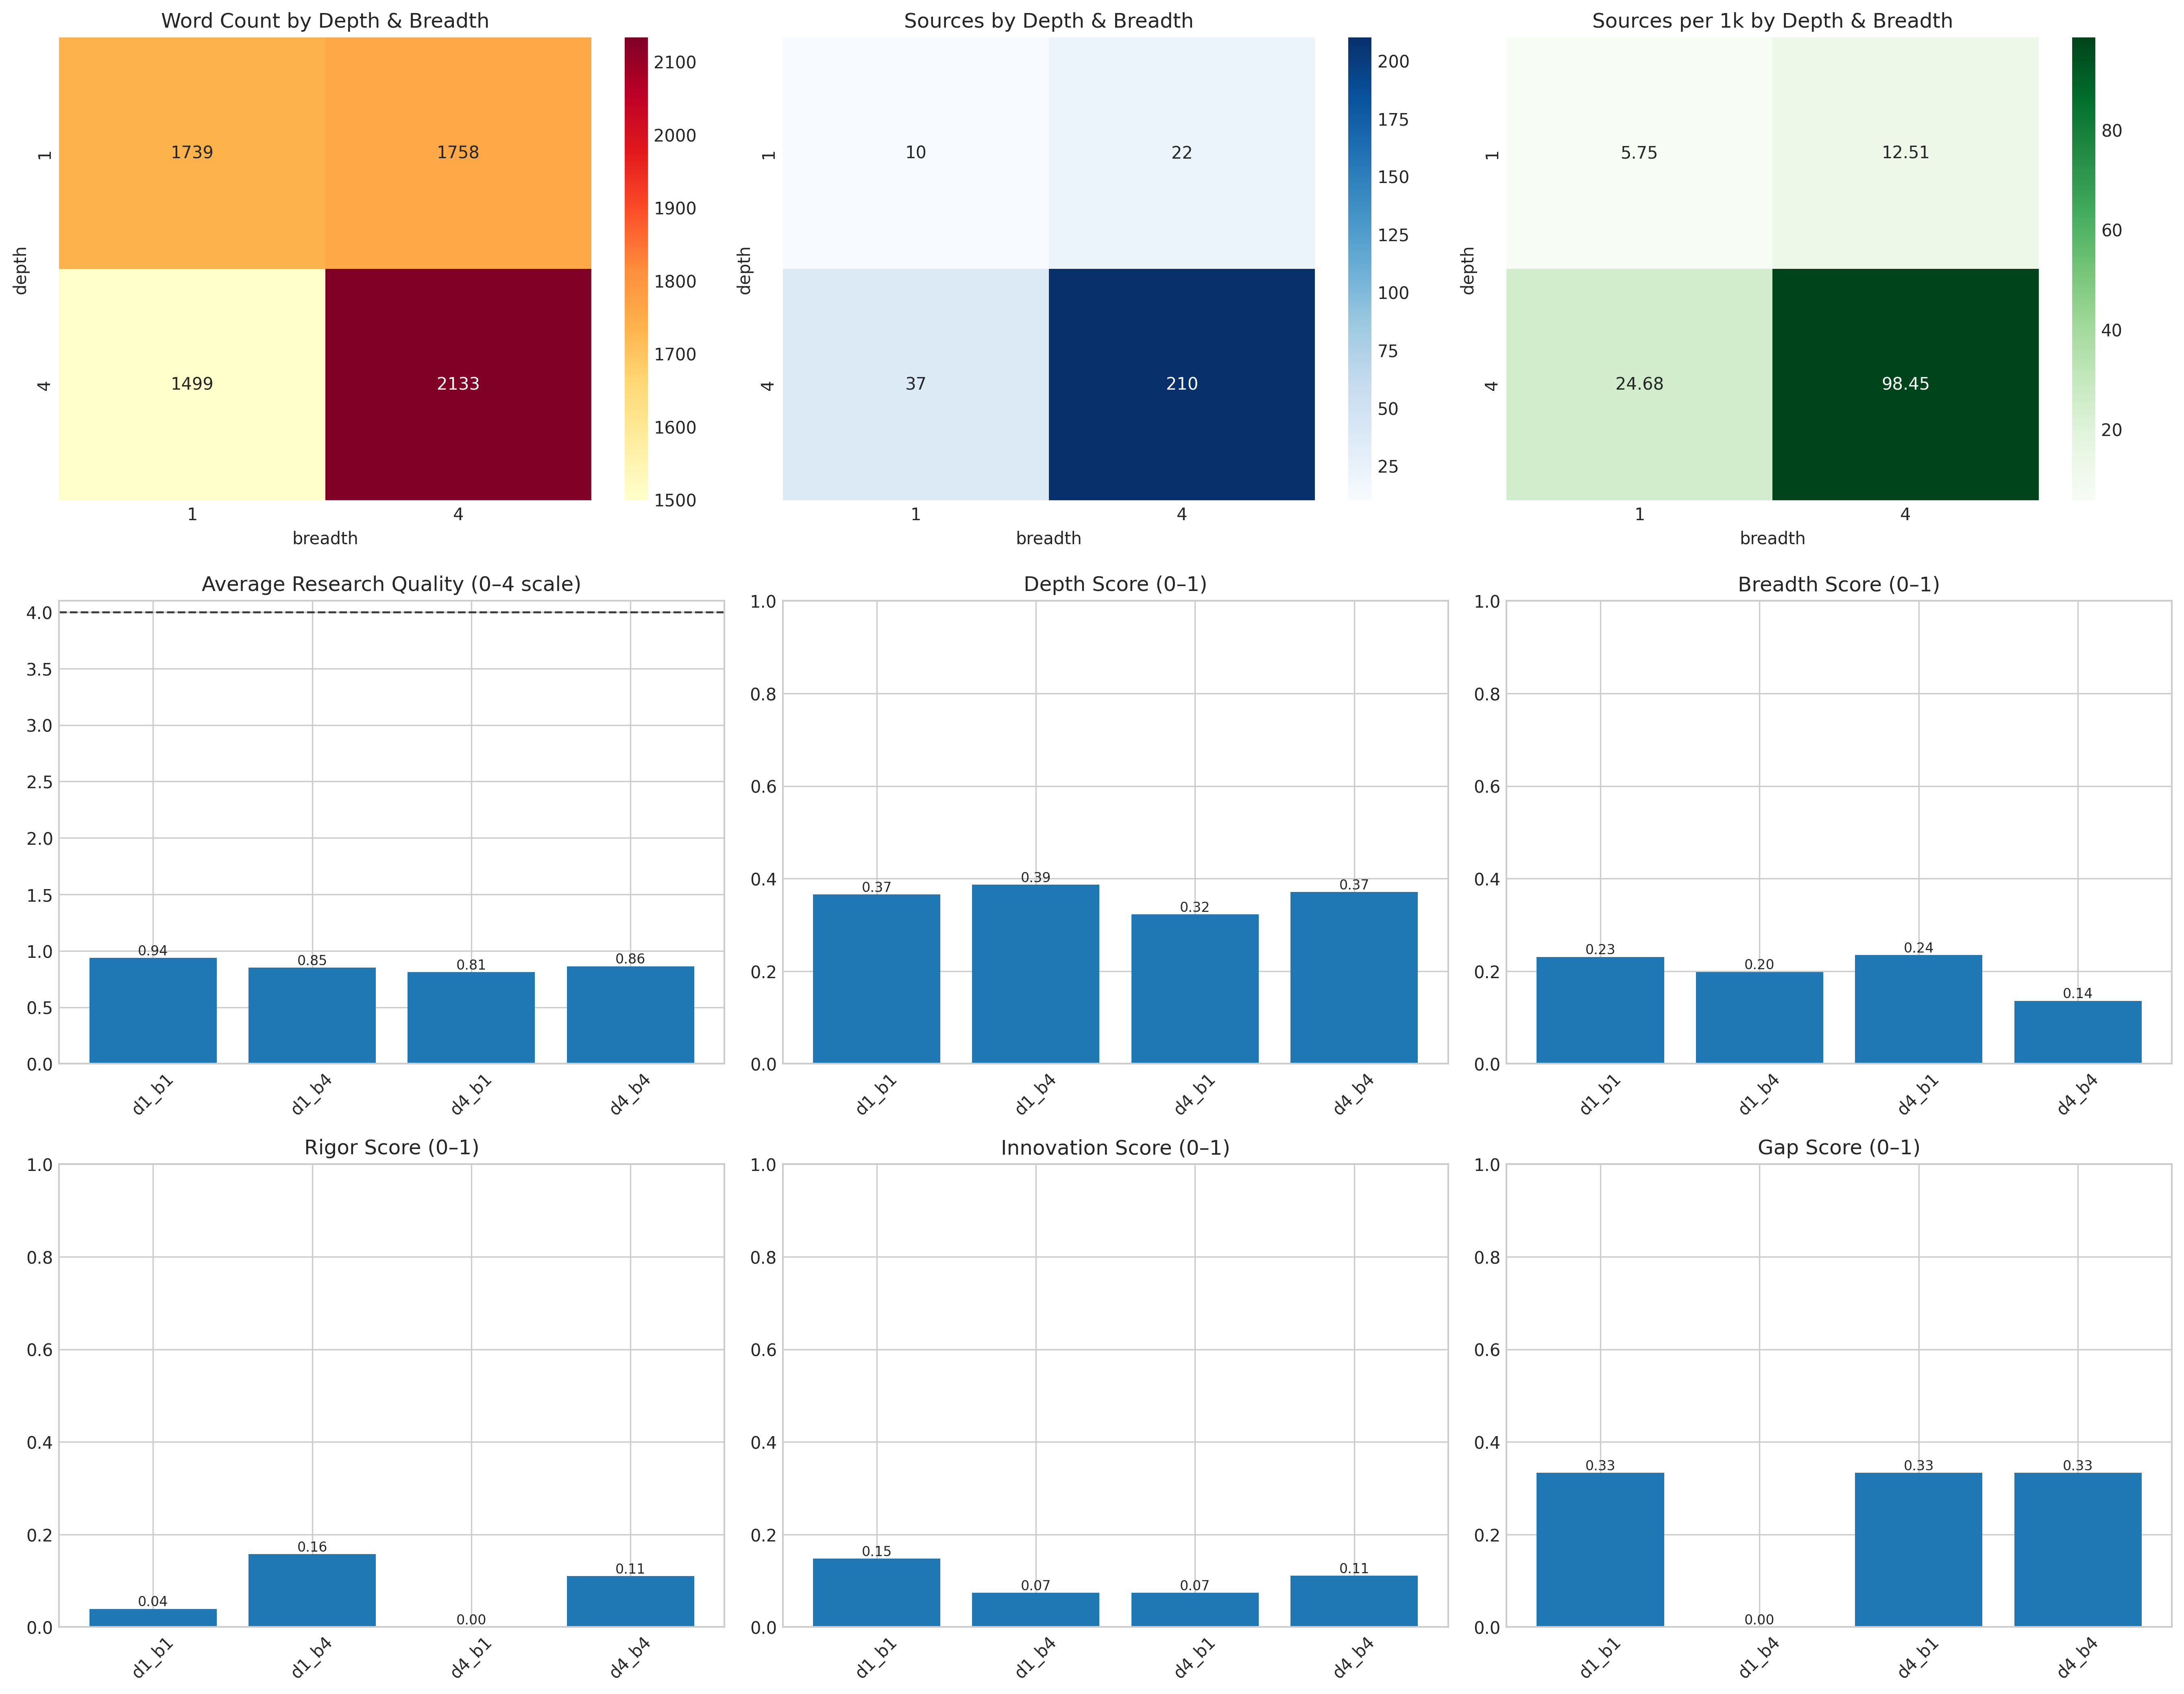 Word Count by Depth & Breadth
1739 1758
1499 2133
1
4
depth
1 4
breadth
2100
2000
1900
1800
1700
1600
1500
Sources by Depth & Breadth
10 22
37 210
1
4
depth
1 4
breadth
200
175
150
125
100
75
50
25
Sources per 1k by Depth & Breadth
5.75 12.51
24.68 98.45
1
4
depth
1 4
breadth
80
60
40
20
Average Research Quality (0–4 scale)
4.0
3.5
3.0
2.5
2.0
1.5
1.0
0.5
0.0
0.94 0.85 0.81 0.86
d1_b1 d1_b4 d4_b1 d4_b4
Depth Score (0–1)
1.0
0.8
0.6
0.4
0.2
0.0
0.37 0.39 0.32 0.37
d1_b1 d1_b4 d4_b1 d4_b4
Breadth Score (0–1)
1.0
0.8
0.6
0.4
0.2
0.0
0.23 0.20 0.24 0.14
d1_b1 d1_b4 d4_b1 d4_b4
Rigor Score (0–1)
1.0
0.8
0.6
0.4
0.2
0.0
0.04 0.16 0.00 0.11
d1_b1 d1_b4 d4_b1 d4_b4
Innovation Score (0–1)
1.0
0.8
0.6
0.4
0.2
0.0
0.15 0.07 0.07 0.11
d1_b1 d1_b4 d4_b1 d4_b4
Gap Score (0–1)
1.0
0.8
0.6
0.4
0.2
0.0
0.33 0.00 0.33 0.33
d1_b1 d1_b4 d4_b1 d4_b4